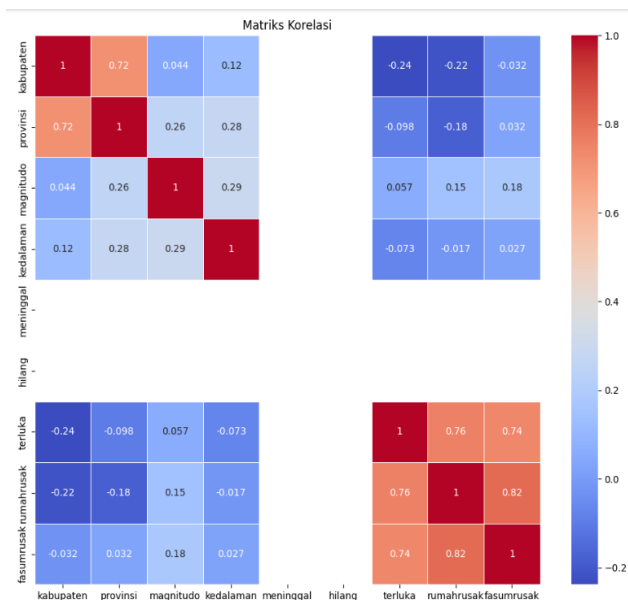 Matriks Korelasi
kabupaten 1 0.72 0.044 0.12 -0.24 -0.22 -0.032
provinsi 0.72 1 0.26 0.28 -0.098 -0.18 0.032
magnitudo 0.044 0.26 1 0.29 0.057 0.15 0.18
kedalaman 0.12 0.28 0.29 1 -0.073 -0.017 0.027
meninggal
hilang
terluka -0.24 -0.098 0.057 -0.073 1 0.76 0.74
rumahrusak -0.22 -0.18 0.15 -0.017 0.76 1 0.82
fasumrusak -0.032 0.032 0.18 0.027 0.74 0.82 1
kabupaten provinsi magnitudo kedalaman meninggal hilang terluka rumahrusak fasumrusak
1.0
0.8
0.6
0.4
0.2
0.0
-0.2